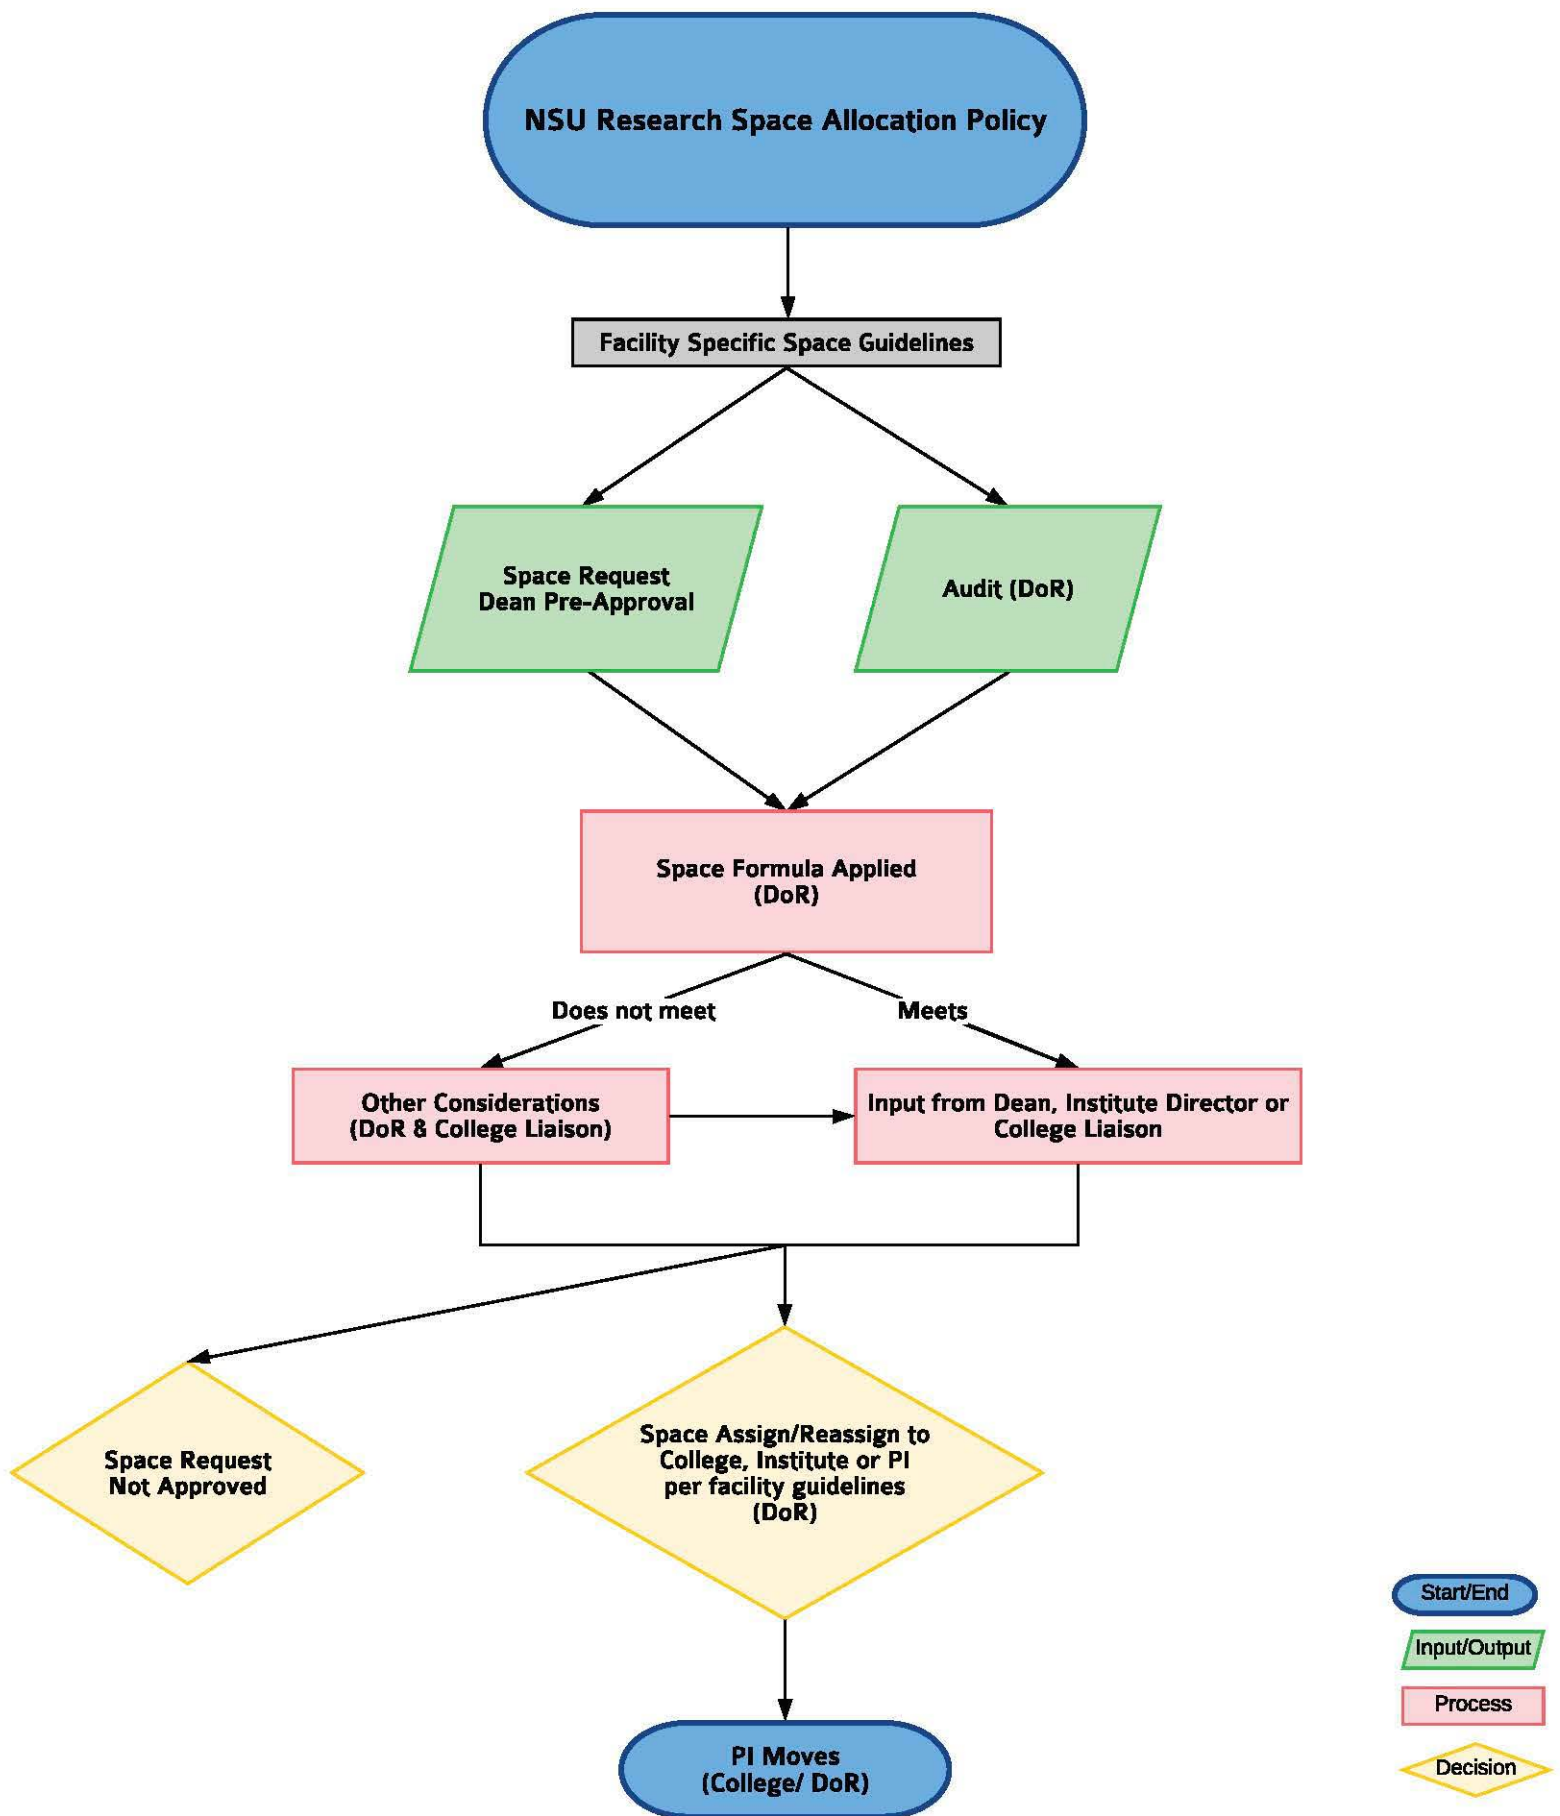 NSU Research Space Allocation Policy
Facility Specific Space Guidelines
Space Request
Dean Pre-Approval
Audit (DoR)
Space Formula Applied
(DoR)
Does not meet
Meets
Other Considerations
(DoR & College Liaison)
Input from Dean, Institute Director or
College Liaison
Space Request
Not Approved
Space Assign/Reassign to
College, Institute or PI
per facility guidelines
(DoR)
PI Moves
(College/ DoR)
Start/End
Input/Output
Process
Decision